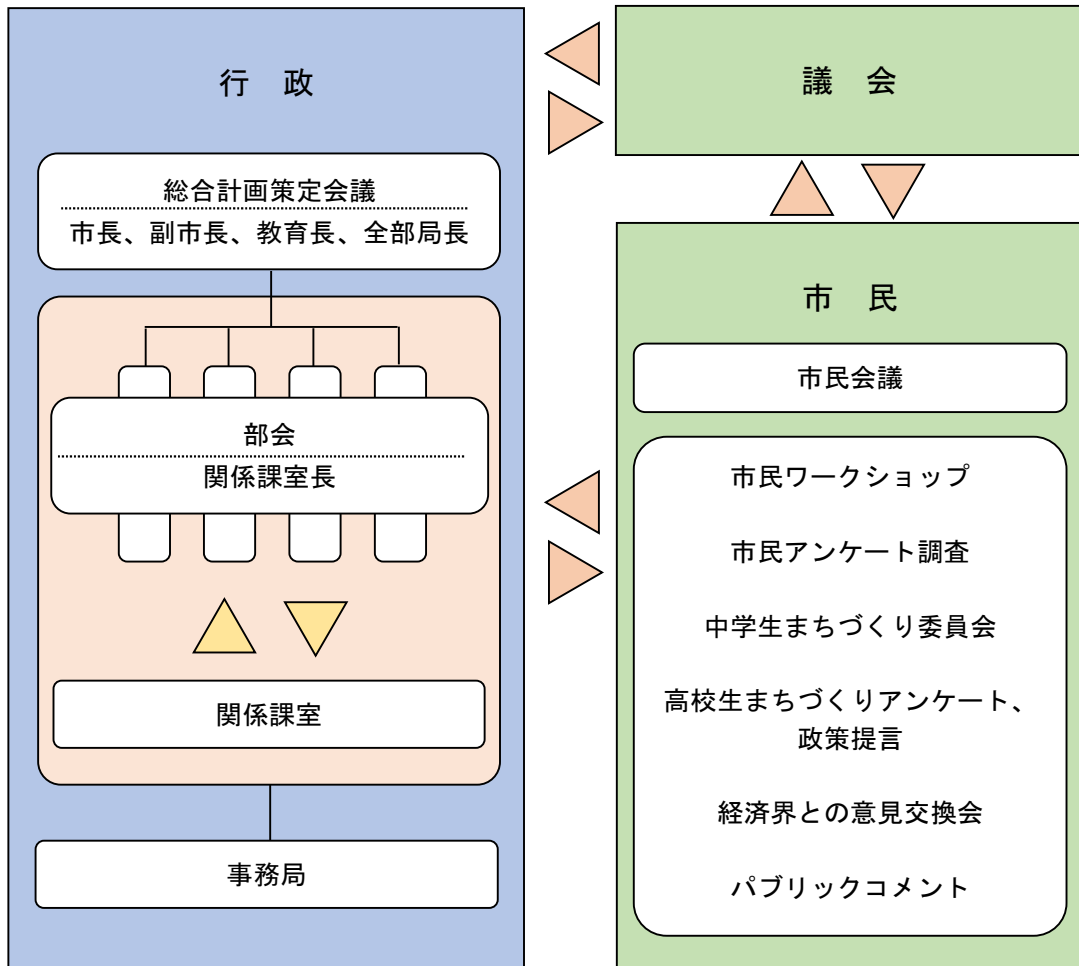 行 政
総合計画策定会議
市長、副市長、教育長、全部局長
部会
関係課室長
関係課室
事務局
議 会
市 民
市民会議
市民ワークショップ
市民アンケート調査
中学生まちづくり委員会
高校生まちづくりアンケート、
政策提言
経済界との意見交換会
パブリックコメント